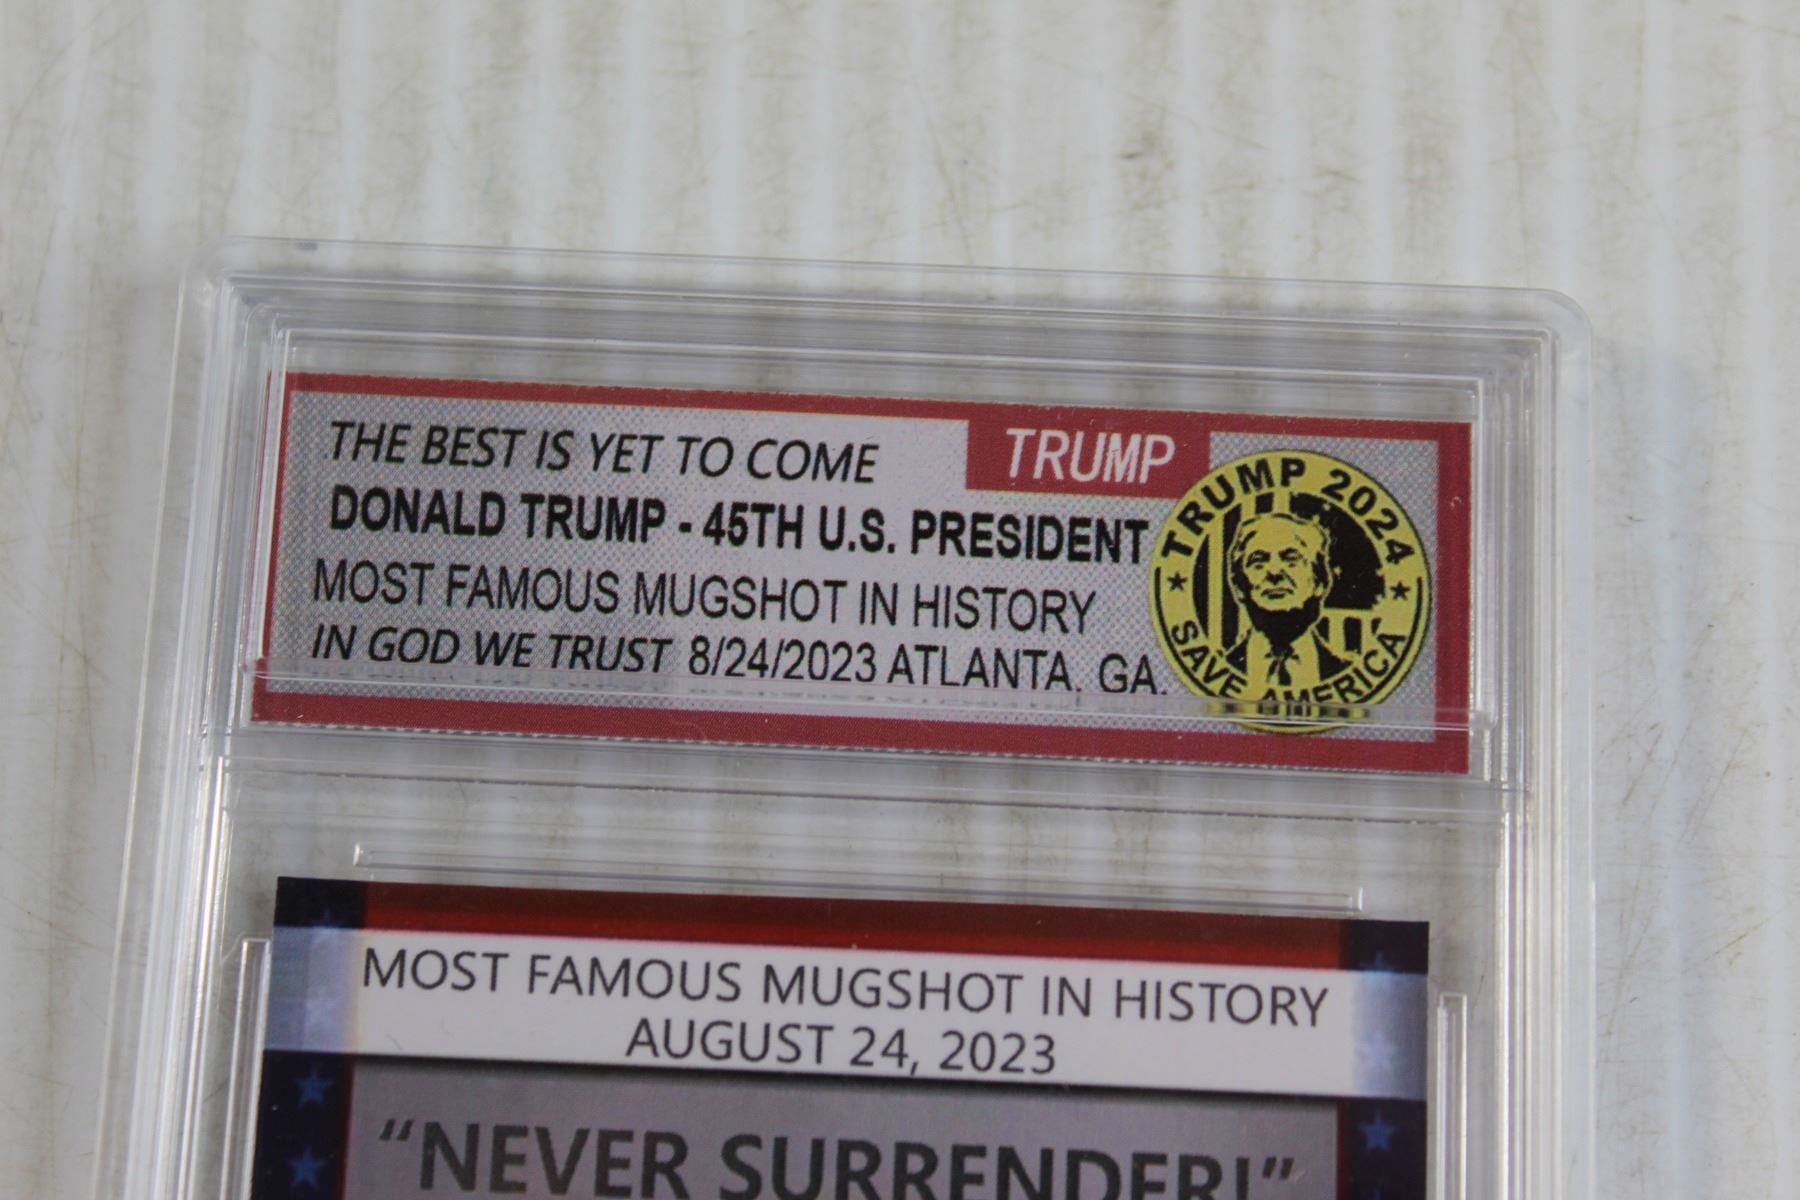 THE BEST IS YET TO COME
TRUMP
DONALD TRUMP - 45TH U.S. PRESIDENT
MOST FAMOUS MUGSHOT IN HISTORY
IN GOD WE TRUST 8/24/2023 ATLANTA, GA.
TRUMP 2024
SAVE AMERICA
MOST FAMOUS MUGSHOT IN HISTORY
AUGUST 24, 2023
“NEVER SURRENDER!”